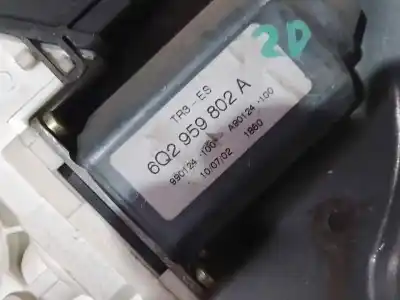 2D
TR3-ES
6Q2 959 802 A
990124-100 A90124-100
10/07/02 1860